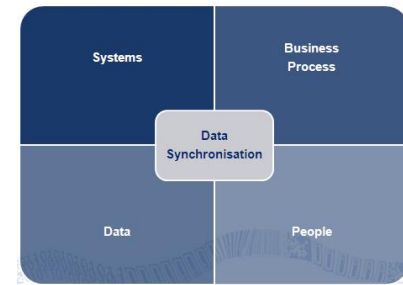 Systems
Business
Process
Data
Synchronisation
Data
People